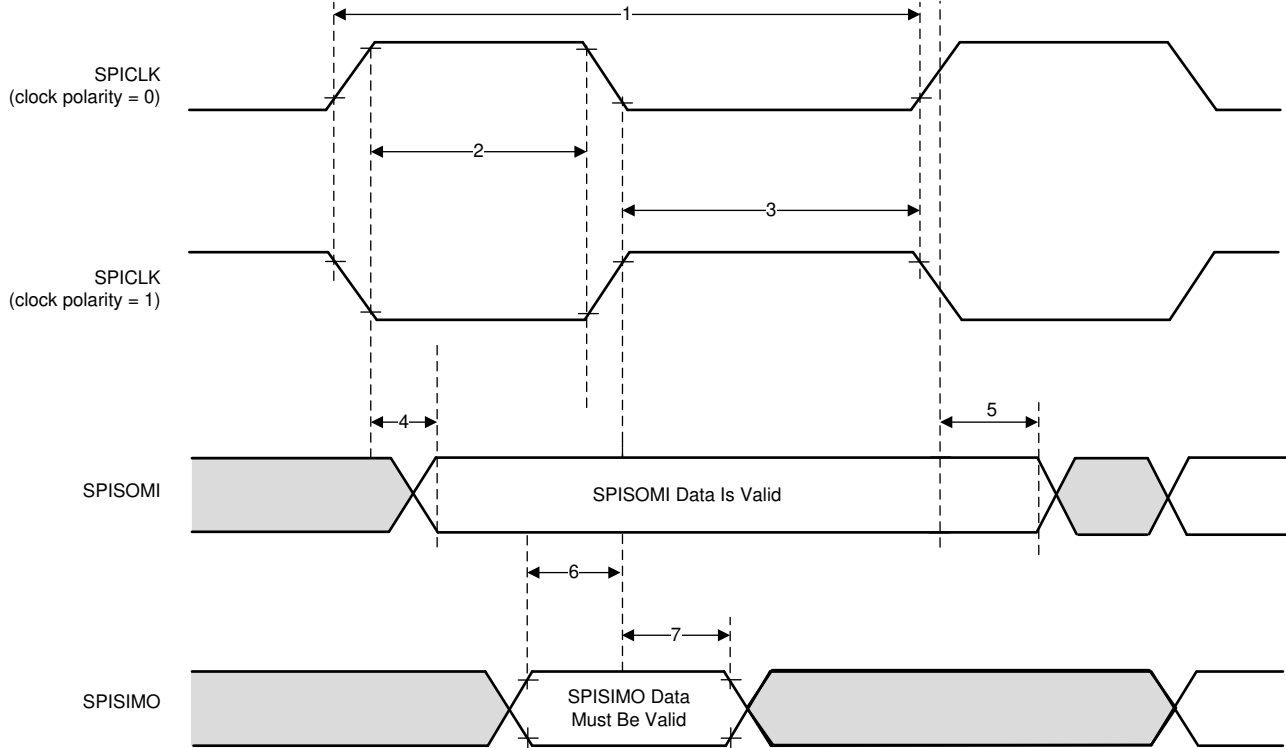 1
SPICLK
(clock polarity = 0)
2
3
SPICLK
(clock polarity = 1)
4
5
SPISOMI
SPISOMI Data Is Valid
6
7
SPISIMO
SPISIMO Data
Must Be Valid